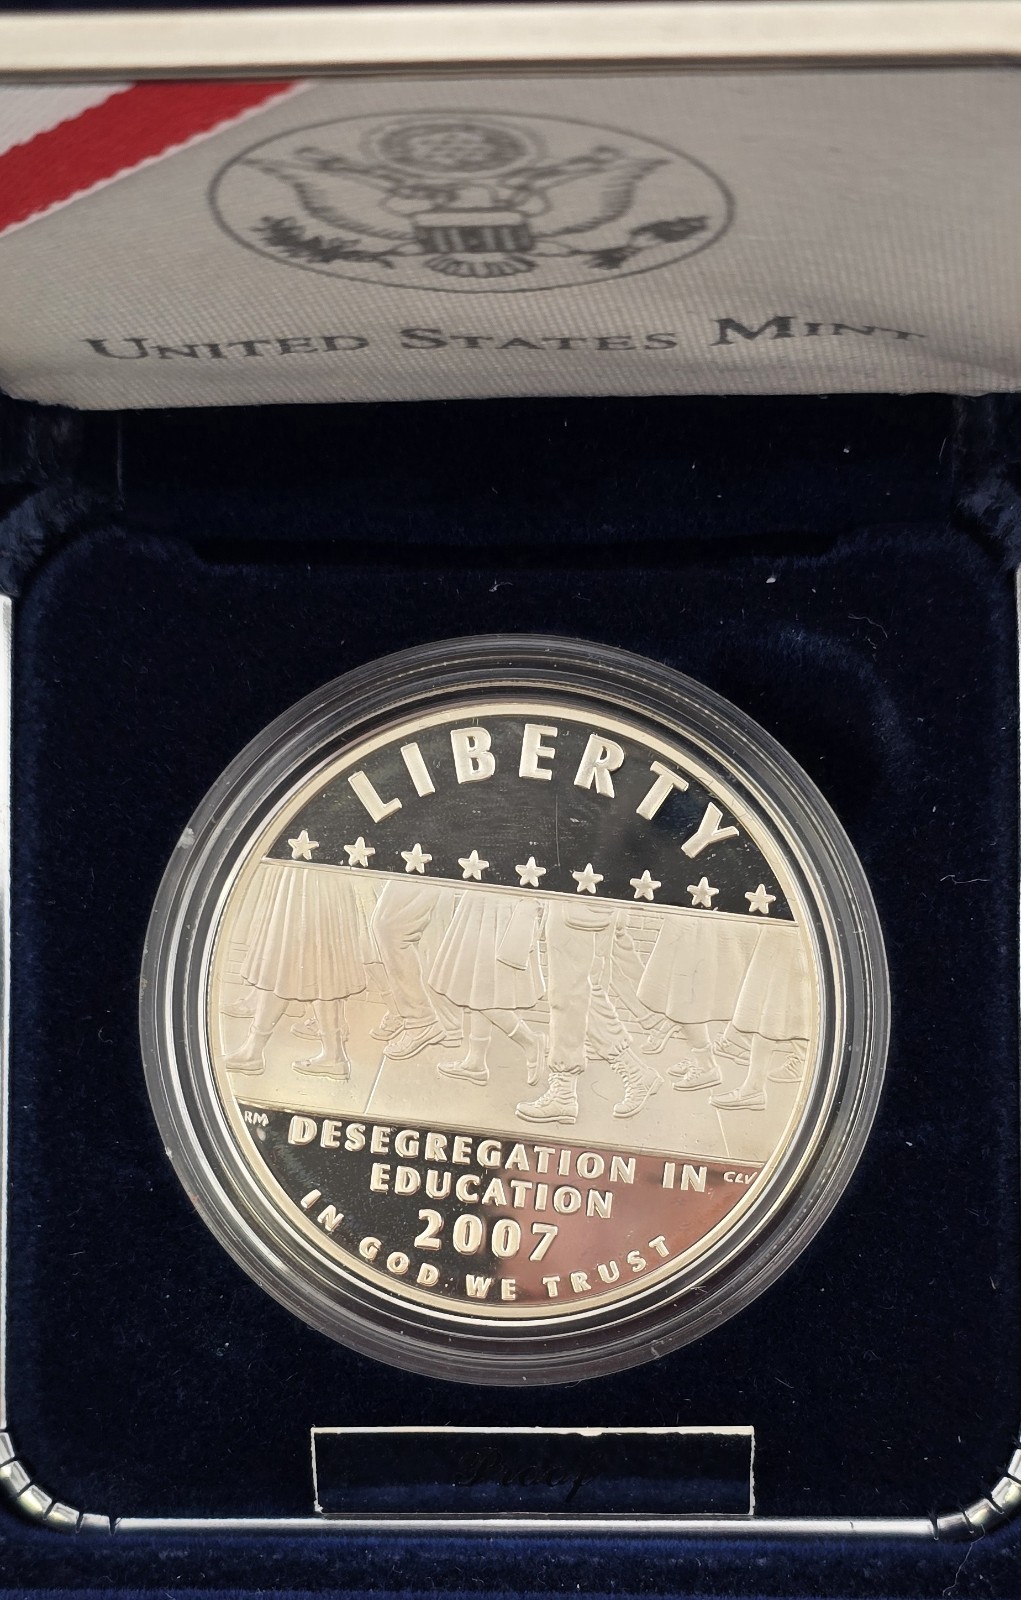 UNITED STATES MINT
LIBERTY
RM
DESEGREGATION IN
CLV
EDUCATION
2007
IN GOD WE TRUST
Proof